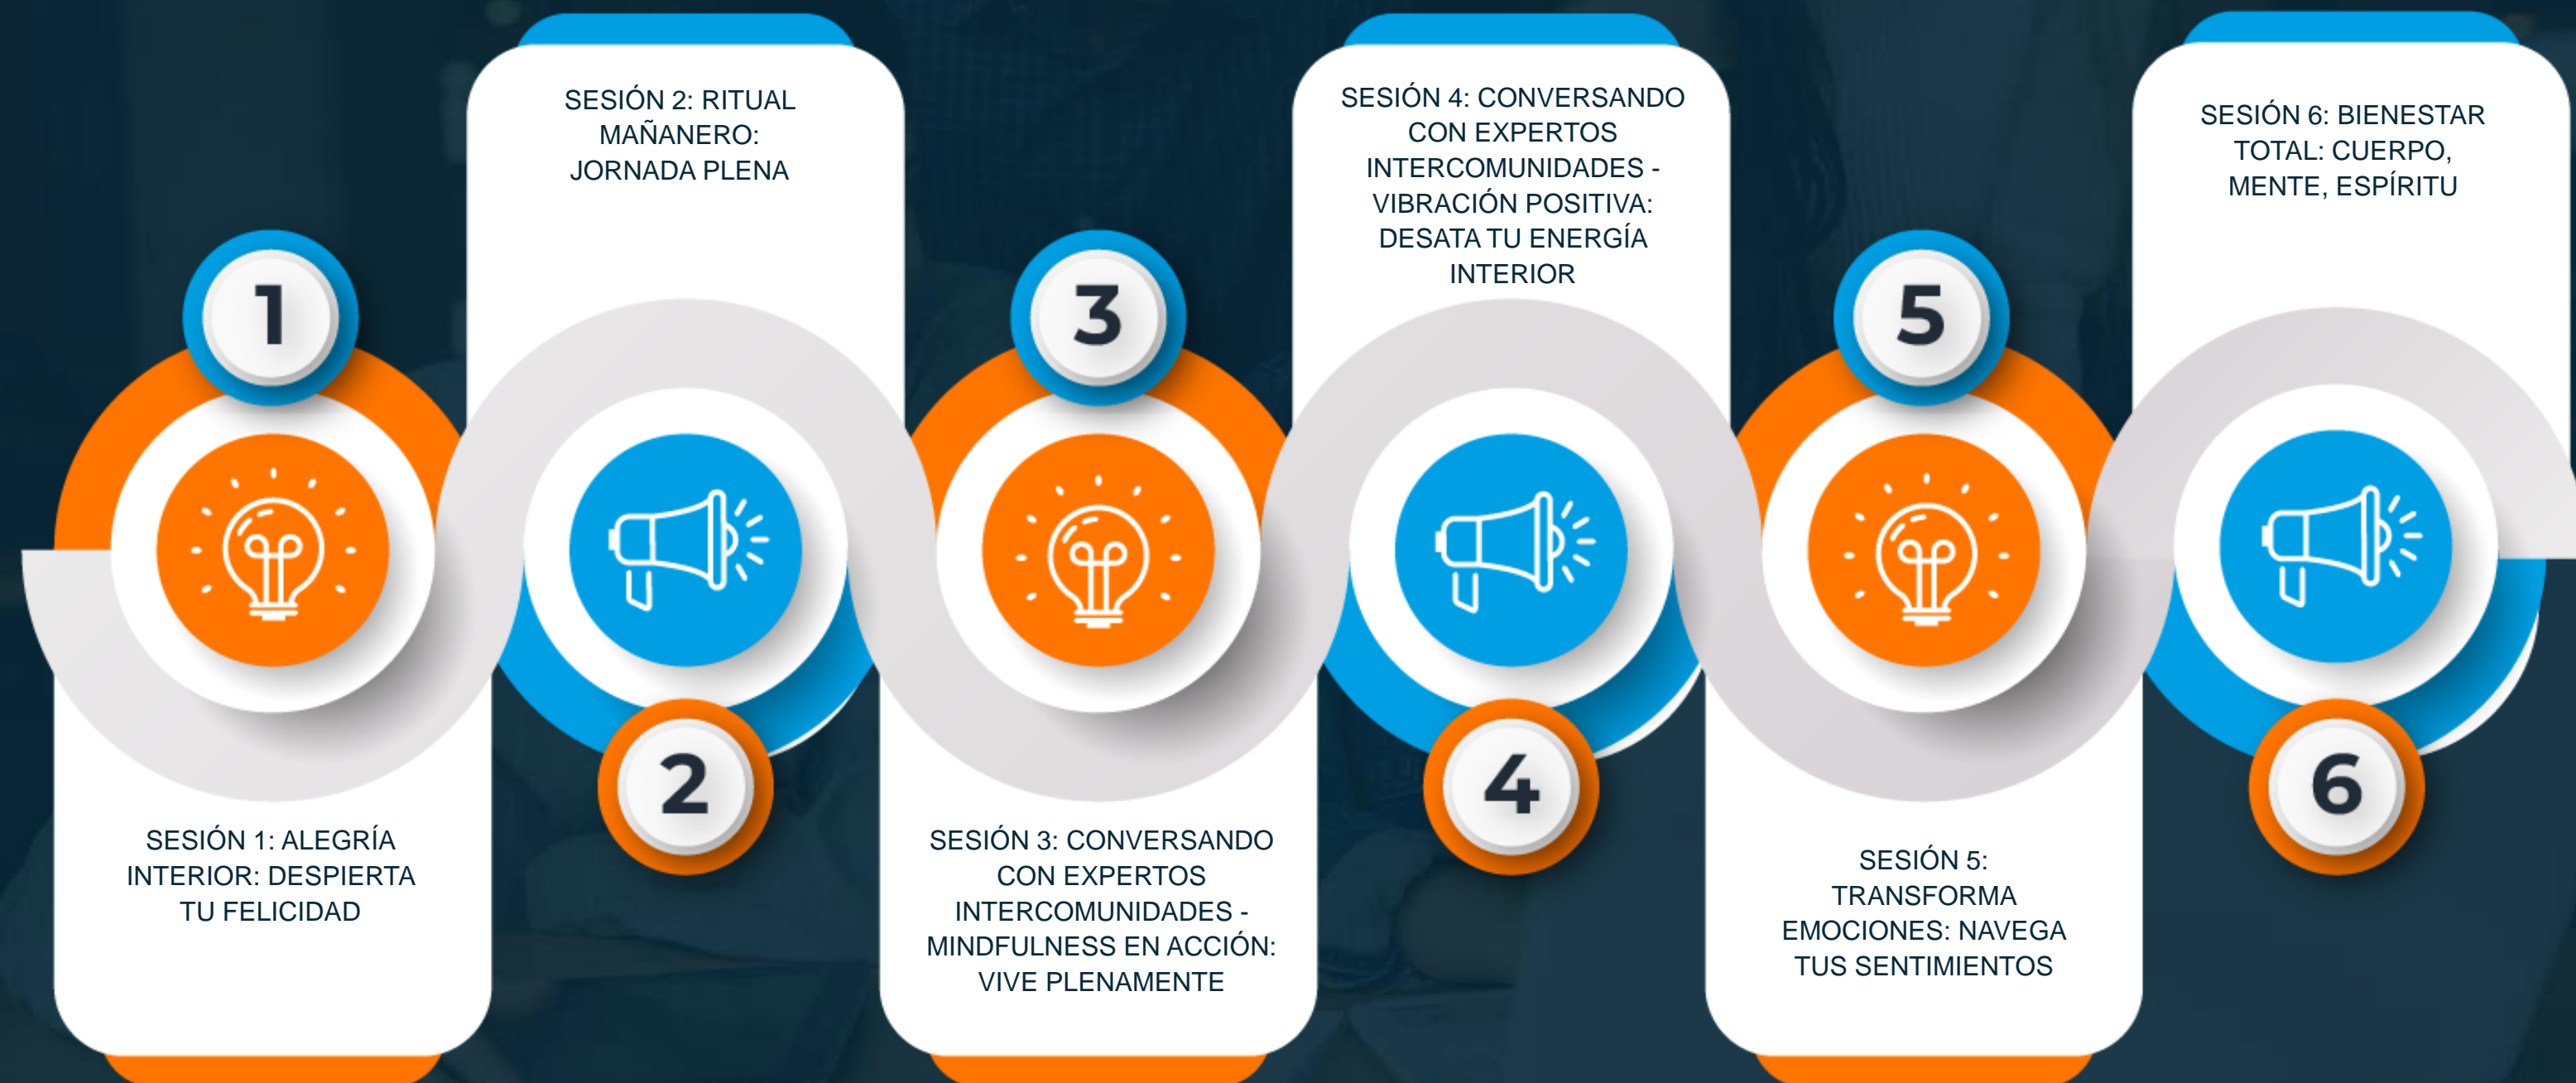 1
SESIÓN 1: ALEGRÍA
INTERIOR: DESPIERTA
TU FELICIDAD
SESIÓN 2: RITUAL
MAÑANERO:
JORNADA PLENA
2
3
SESIÓN 3: CONVERSANDO
CON EXPERTOS
INTERCOMUNIDADES -
MINDFULNESS EN ACCIÓN:
VIVE PLENAMENTE
SESIÓN 4: CONVERSANDO
CON EXPERTOS
INTERCOMUNIDADES -
VIBRACIÓN POSITIVA:
DESATA TU ENERGÍA
INTERIOR
4
5
SESIÓN 5:
TRANSFORMA
EMOCIONES: NAVEGA
TUS SENTIMIENTOS
SESIÓN 6: BIENESTAR
TOTAL: CUERPO,
MENTE, ESPÍRITU
6